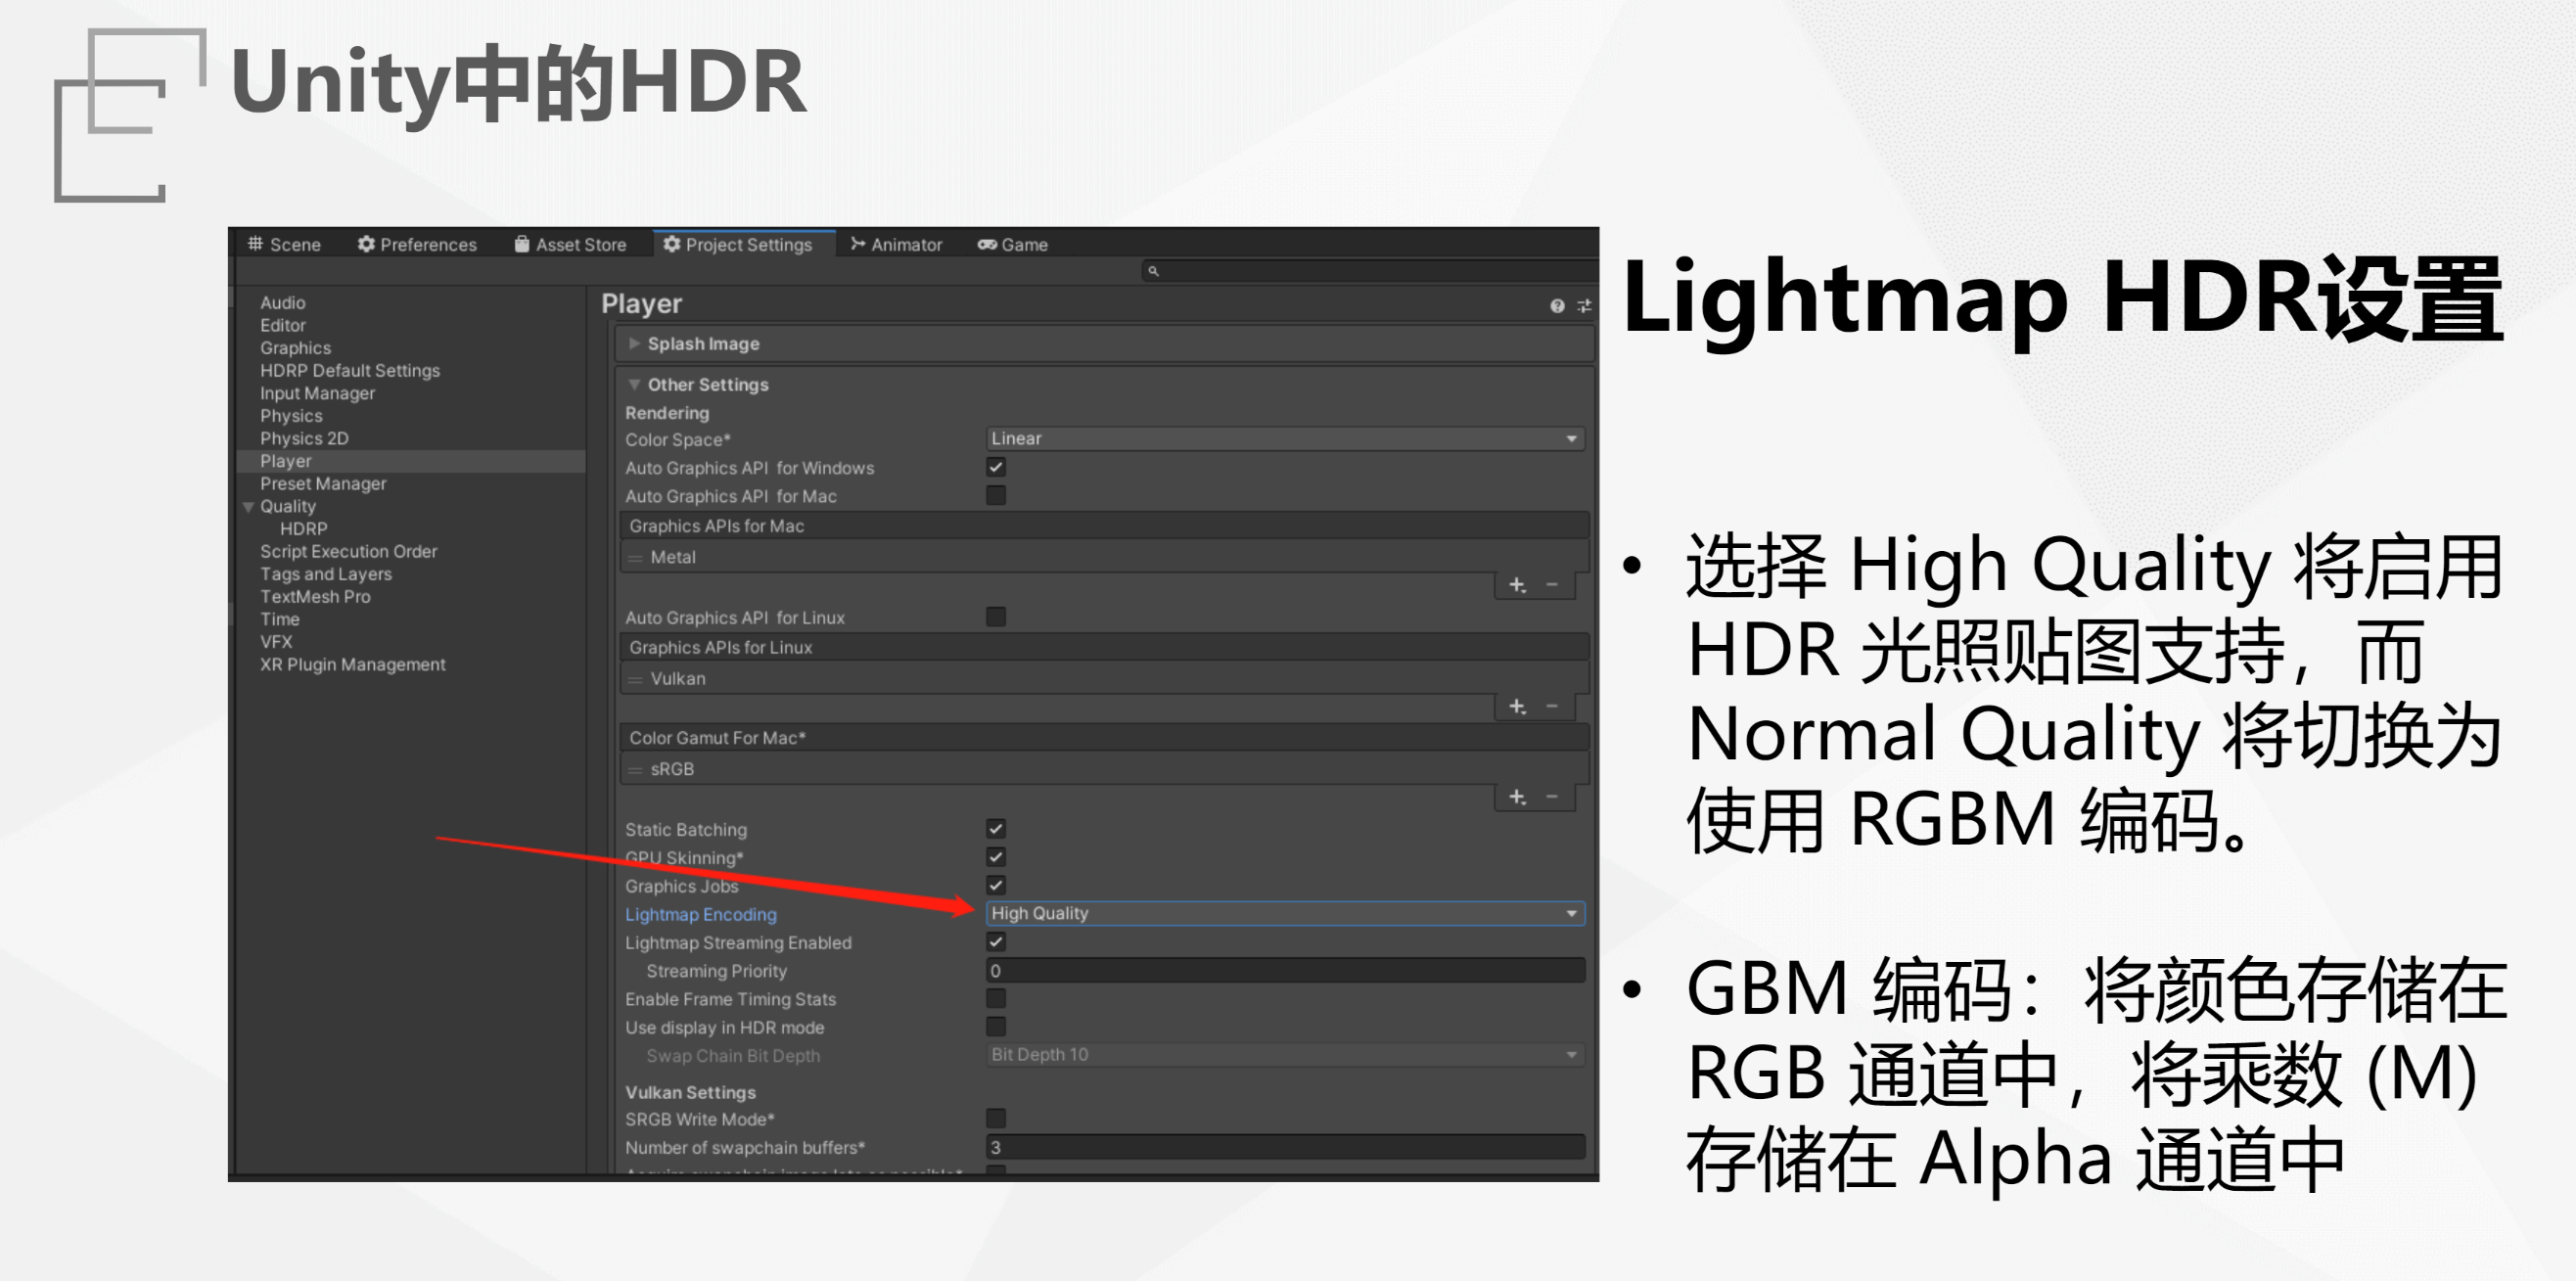 Unity中的HDR
Scene Preferences Asset Store Project Settings Animator Game
Audio
Editor
Graphics
HDRP Default Settings
Input Manager
Physics
Physics 2D
Player
Preset Manager
Quality
HDRP
Script Execution Order
Tags and Layers
TextMesh Pro
Time
VFX
XR Plugin Management
Player
Splash Image
Other Settings
Rendering
Color Space* Linear
Auto Graphics API for Windows
Auto Graphics API for Mac
Graphics APIs for Mac
Metal
Auto Graphics API for Linux
Graphics APIs for Linux
Vulkan
Color Gamut For Mac*
sRGB
Static Batching
GPU Skinning*
Graphics Jobs
Lightmap Encoding High Quality
Lightmap Streaming Enabled
Streaming Priority 0
Enable Frame Timing Stats
Use display in HDR mode
Swap Chain Bit Depth Bit Depth 10
Vulkan Settings
SRGB Write Mode*
Number of swapchain buffers* 3
Lightmap HDR设置
• 选择 High Quality 将启用
HDR 光照贴图支持，而
Normal Quality 将切换为
使用 RGBM 编码。
• GBM 编码：将颜色存储在
RGB 通道中，将乘数 (M)
存储在 Alpha 通道中